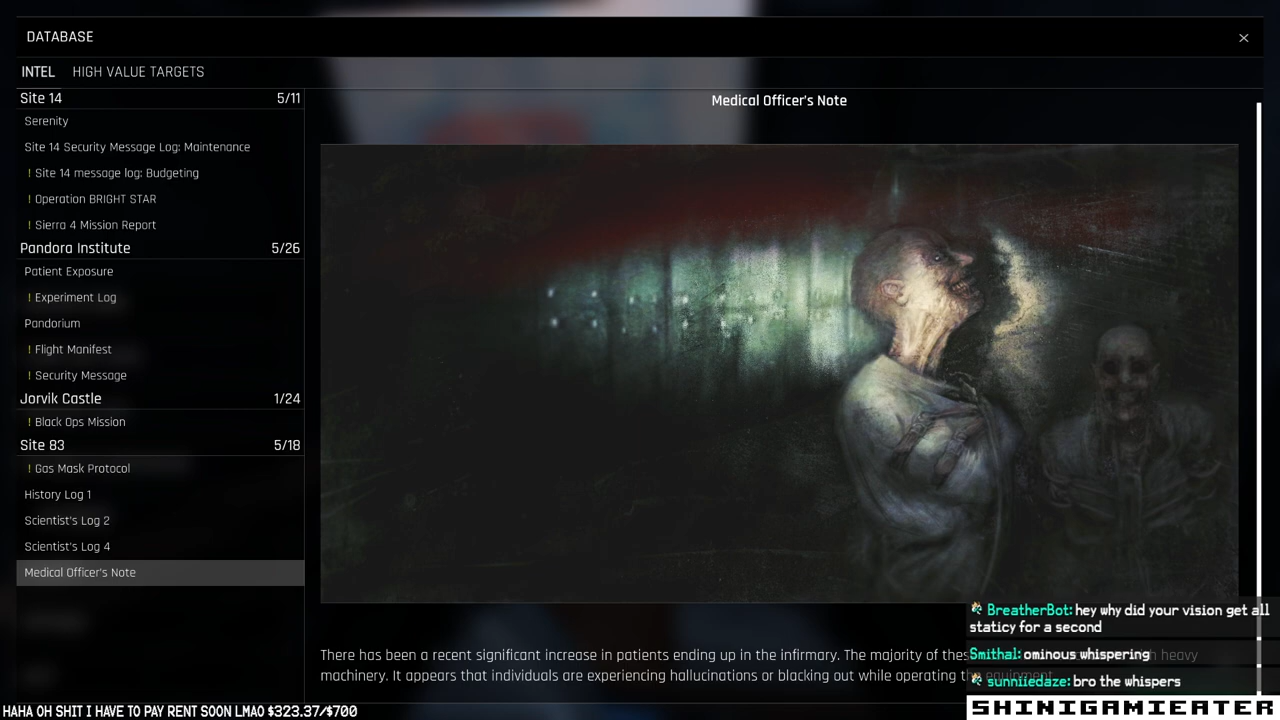 DATABASE
INTEL HIGH VALUE TARGETS
Site 14 5/11
Serenity
Site 14 Security Message Log: Maintenance
! Site 14 message log: Budgeting
! Operation BRIGHT STAR
! Sierra 4 Mission Report
Pandora Institute 5/26
Patient Exposure
! Experiment Log
Pandorium
! Flight Manifest
! Security Message
Jorvik Castle 1/24
! Black Ops Mission
Site 83 5/18
! Gas Mask Protocol
History Log 1
Scientist's Log 2
Scientist's Log 4
Medical Officer's Note
Medical Officer's Note
There has been a recent significant increase in patients ending up in the infirmary. The majority of heavy
machinery. It appears that individuals are experiencing hallucinations or blacking out while operating
BreatherBot: hey why did your vision get all
staticy for a second
Smithal: ominous whispering
sunniiedaze: bro the whispers
HAHA OH SHIT I HAVE TO PAY RENT SOON LMAO $323.37/$700
SHINIGAMIEATER